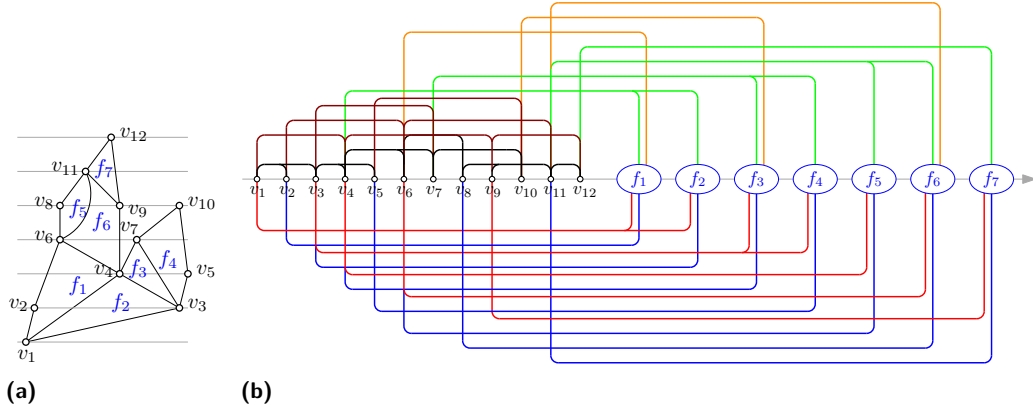 v12
v11
f7
v8
f5
f6
v9
v10
v6
v7
v4
f3
f4
v5
f1
v2
f2
v3
v1
(a)
v1 v2 v3 v4 v5 v6 v7 v8 v9 v10 v11 v12 f1 f2 f3 f4 f5 f6 f7
(b)